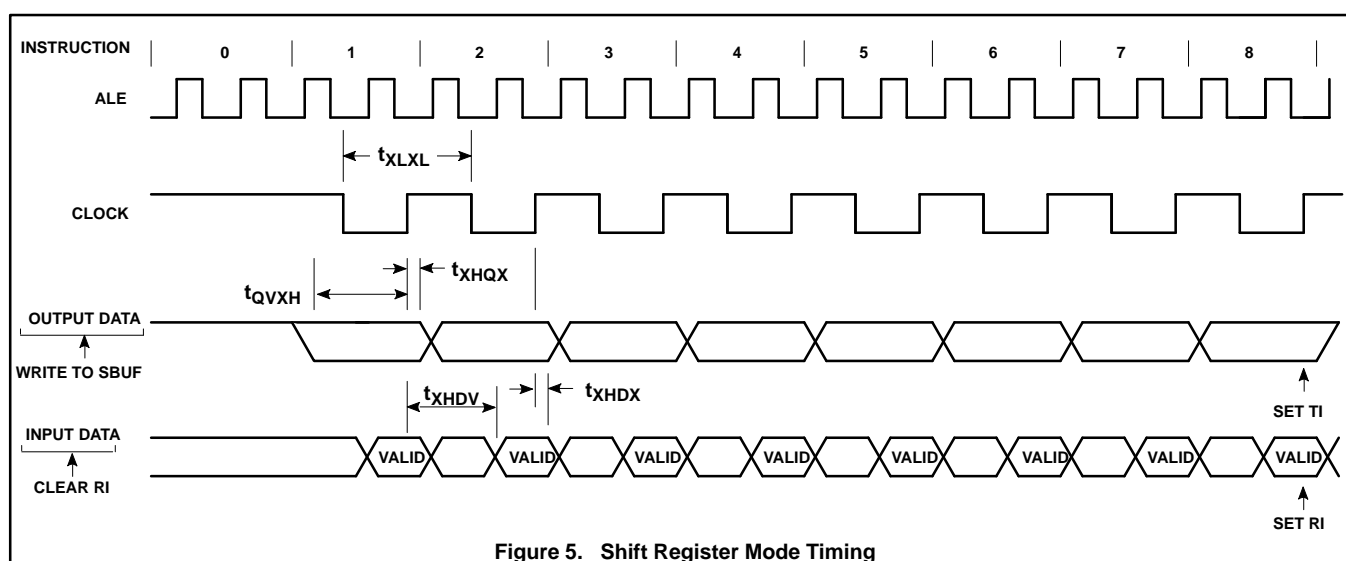 INSTRUCTION 0 1 2 3 4 5 6 7 8
ALE
tXLXL
CLOCK
tXHQX
tQVXH
OUTPUT DATA
WRITE TO SBUF
tXHDV
tXHDX
SET TI
INPUT DATA
VALID VALID VALID VALID VALID VALID VALID VALID
CLEAR RI
SET RI
Figure 5. Shift Register Mode Timing